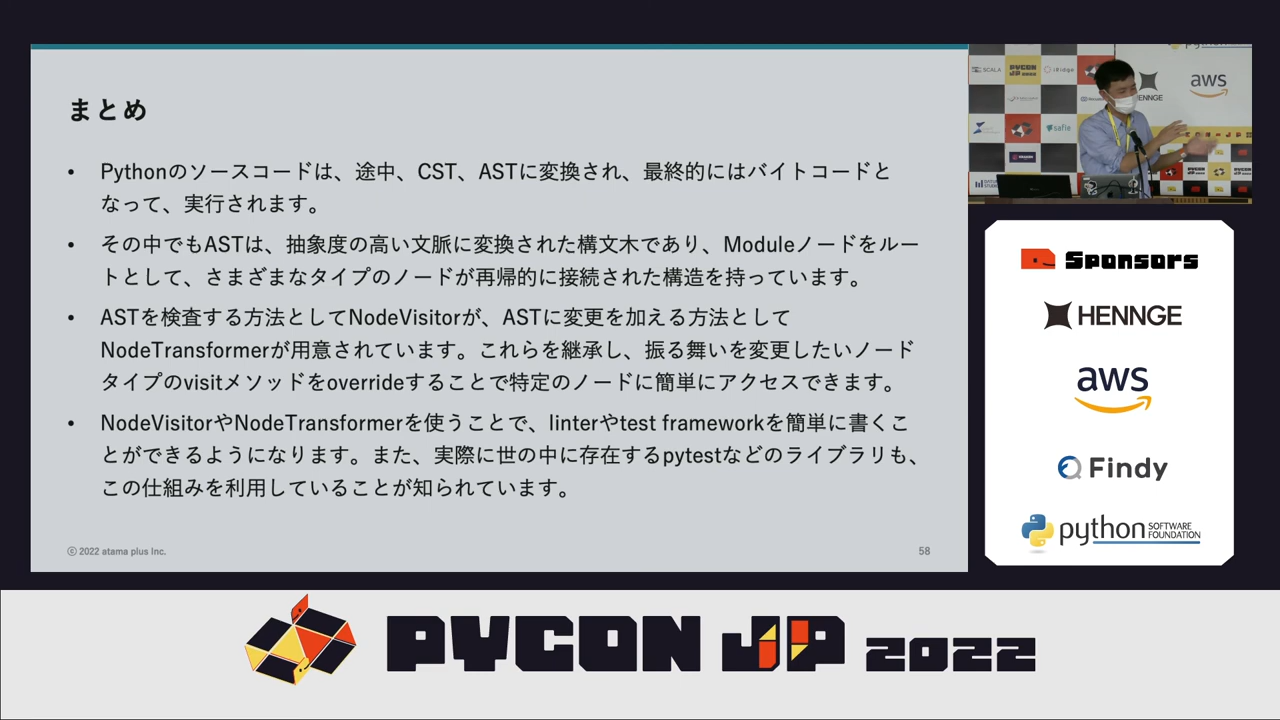 まとめ
• Pythonのソースコードは、途中、CST、ASTに変換され、最終的にはバイトコードと
なって、実行されます。
• その中でもASTは、抽象度の高い文脈に変換された構文木であり、Moduleノードをルー
トとして、さまざまなタイプのノードが再帰的に接続された構造を持っています。
• ASTを検査する方法としてNodeVisitorが、ASTに変更を加える方法として
NodeTransformerが用意されています。これらを継承し、振る舞いを変更したいノード
タイプのvisitメソッドをoverrideすることで特定のノードに簡単にアクセスできます。
• NodeVisitorやNodeTransformerを使うことで、linterやtest frameworkを簡単に書くこ
とができるようになります。また、実際に世の中に存在するpytestなどのライブラリも、
この仕組みを利用していることが知られています。
© 2022 atama plus Inc.
58
SCALA
PYCON
JP 2022
iBridge
HENNGE
aws
safie
Sponsors
HENNGE
aws
Findy
python
SOFTWARE
FOUNDATION
PYCON JP 2022